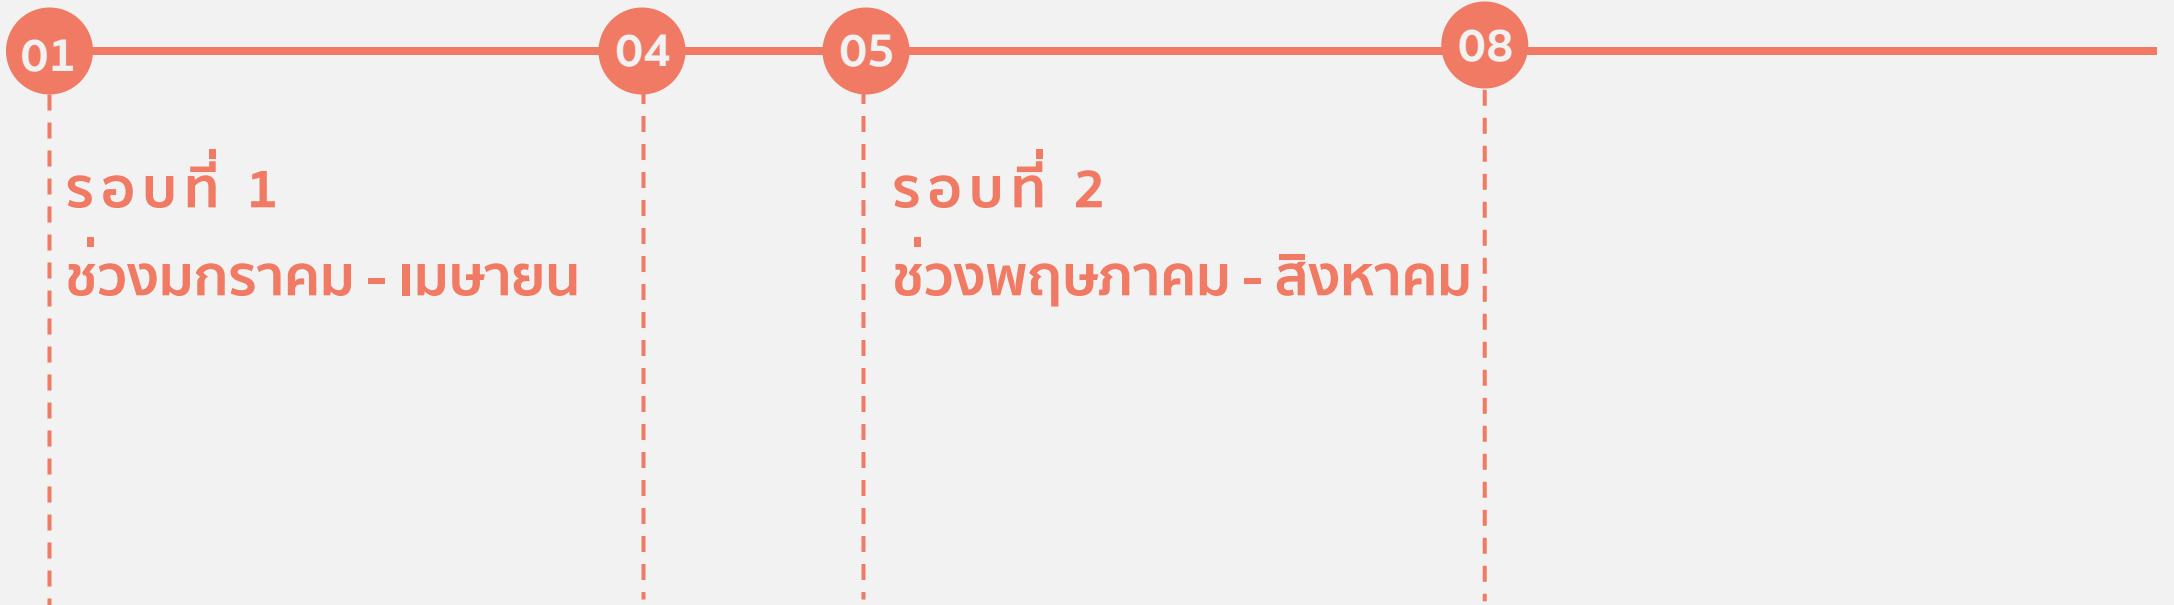 01
04
05
08
รอบที่ 1
ช่วงมกราคม - เมษายน
รอบที่ 2
ช่วงพฤษภาคม - สิงหาคม